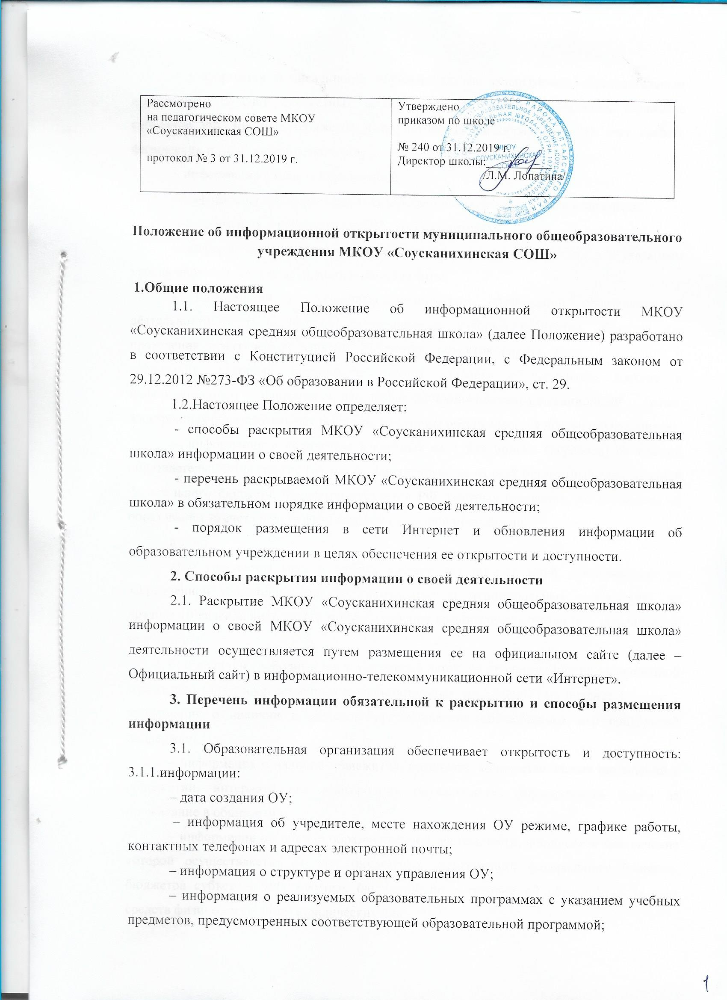 Рассмотрено
на педагогическом совете МКОУ
«Соусканихинская СОШ»
протокол № 3 от 31.12.2019 г.
Утверждено
приказом по школе
№ 240 от 31.12.2019 г.
Директор школы:
/Л.М. Лопатина/
МКОУ
«СОУСКАНИХИНСКАЯ
СОШ»
Положение об информационной открытости муниципального общеобразовательного
учреждения МКОУ «Соусканихинская СОШ»
1.Общие положения
1.1. Настоящее Положение об информационной открытости МКОУ
«Соусканихинская средняя общеобразовательная школа» (далее Положение) разработано
в соответствии с Конституцией Российской Федерации, с Федеральным законом от
29.12.2012 №273-ФЗ «Об образовании в Российской Федерации», ст. 29.
1.2.Настоящее Положение определяет:
- способы раскрытия МКОУ «Соусканихинская средняя общеобразовательная
школа» информации о своей деятельности;
- перечень раскрываемой МКОУ «Соусканихинская средняя общеобразовательная
школа» в обязательном порядке информации о своей деятельности;
- порядок размещения в сети Интернет и обновления информации об
образовательном учреждении в целях обеспечения ее открытости и доступности.
2. Способы раскрытия информации о своей деятельности
2.1. Раскрытие МКОУ «Соусканихинская средняя общеобразовательная школа»
информации о своей МКОУ «Соусканихинская средняя общеобразовательная школа»
деятельности осуществляется путем размещения ее на официальном сайте (далее –
Официальный сайт) в информационно-телекоммуникационной сети «Интернет».
3. Перечень информации обязательной к раскрытию и способы размещения
информации
3.1. Образовательная организация обеспечивает открытость и доступность:
3.1.1.информации:
– дата создания ОУ;
– информация об учредителе, месте нахождения ОУ режиме, графике работы,
контактных телефонах и адресах электронной почты;
– информация о структуре и органах управления ОУ;
– информация о реализуемых образовательных программах с указанием учебных
предметов, предусмотренных соответствующей образовательной программой;
1